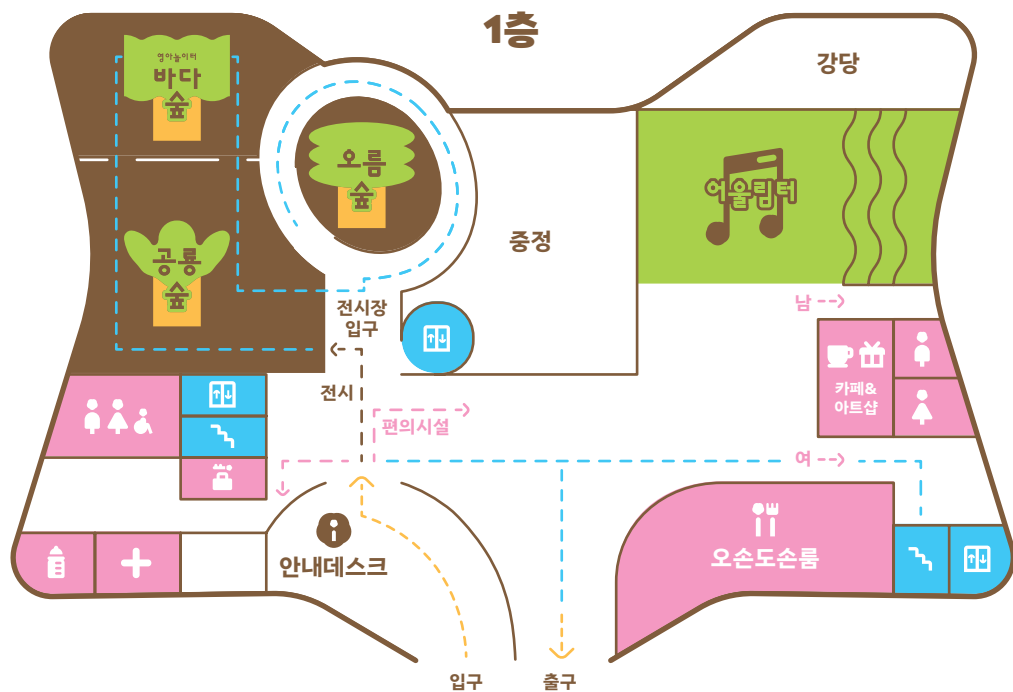 1층
강당
영아놀이터
바다
숲
오름
숲
어울림터
중정
공룡
숲
남
전시장
입구
전시
카페&
아트샵
편의시설
여
안내데스크
오손도손룸
입구
출구